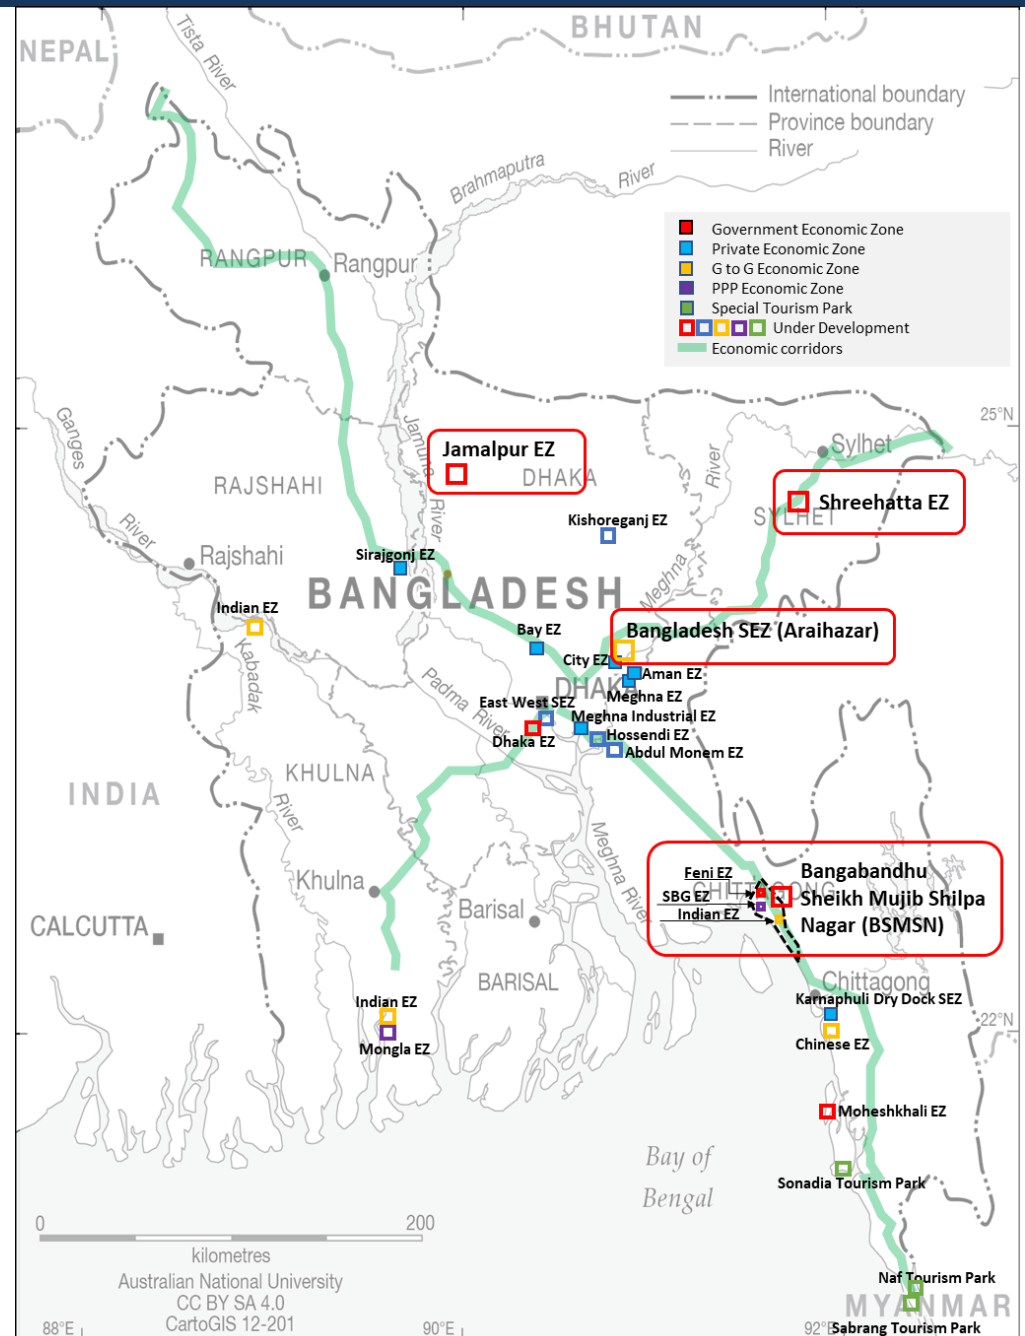 BHUTAN
NEPAL
Tista River
International boundary
Province boundary
River
Brahmaputra
River
Government Economic Zone
Private Economic Zone
G to G Economic Zone
PPP Economic Zone
Special Tourism Park
Under Development
Economic corridors
RANGPUR
Rangpur
25°N
Ganges
River
Jamuna
River
Jamalpur EZ
DHAKA
RAJSHAHI
River
Sylhet
Shreehatta EZ
SYLHET
Kishoreganj EZ
Rajshahi
Sirajgonj EZ
BANGLADESH
Meghna
Indian EZ
Kabadak
Bay EZ
Bangladesh SEZ (Araihazar)
City EZ
Aman EZ
Padma River
DHAKA
Meghna EZ
East West SEZ
Meghna Industrial EZ
Dhaka EZ
Hossendi EZ
Abdul Monem EZ
KHULNA
INDIA
River
Meghna River
Feni EZ
SBG EZ
Indian EZ
CHITTAGONG
Bangabandhu
Sheikh Mujib Shilpa
Nagar (BSMSN)
Khulna
Barisal
CALCUTTA
BARISAL
Chittagong
Karnaphuli Dry Dock SEZ
Indian EZ
22°N
Mongla EZ
Chinese EZ
Moheshkhali EZ
Bay of
Bengal
Sonadia Tourism Park
0 200
kilometres
Australian National University
CC BY SA 4.0
CartoGIS 12-201
Naf Tourism Park
MYANMAR
Sabrang Tourism Park
88°E 90°E 92°E